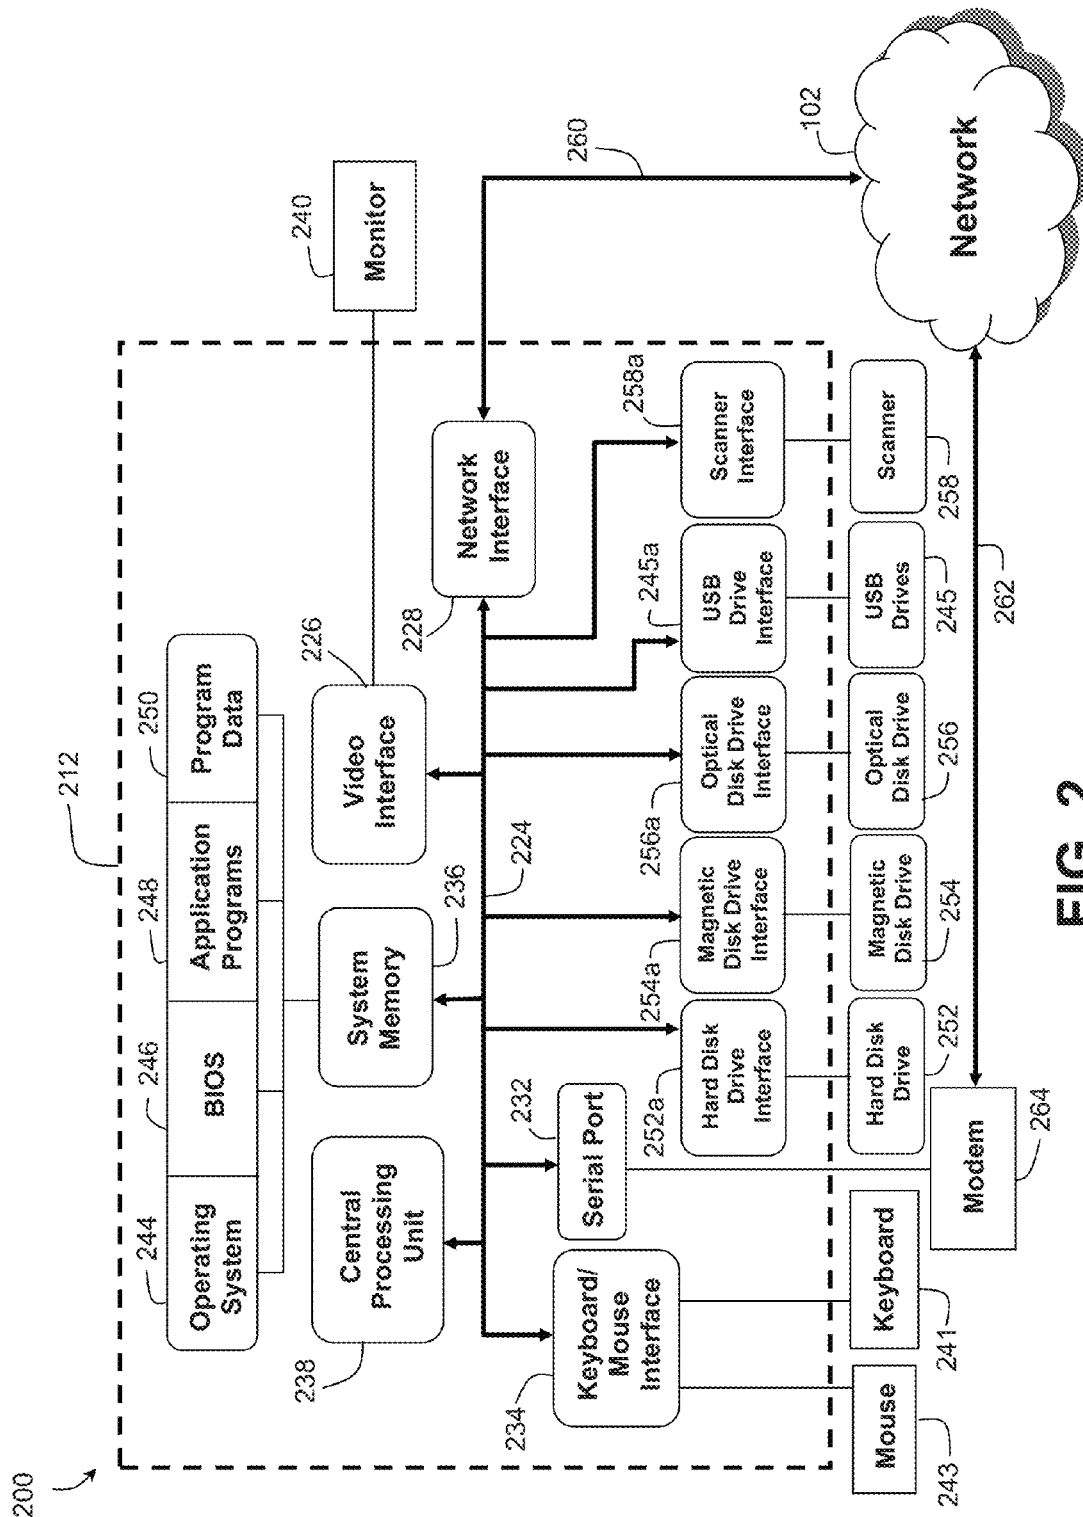 200
212
244
246
248
250
Operating
System
BIOS
Application
Programs
Program
Data
238
Central
Processing
Unit
System
Memory
236
Video
Interface
226
240
Monitor
224
228
Network
Interface
260
234
Keyboard/
Mouse
Interface
232
Serial Port
252a
Hard Disk
Drive
Interface
254a
Magnetic
Disk Drive
Interface
256a
Optical
Disk Drive
Interface
245a
USB
Drive
Interface
258a
Scanner
Interface
102
Network
Mouse
243
Keyboard
241
Modem
264
Hard Disk
Drive
252
Magnetic
Disk Drive
254
Optical
Disk Drive
256
USB
Drives
245
Scanner
258
262
FIG. 2